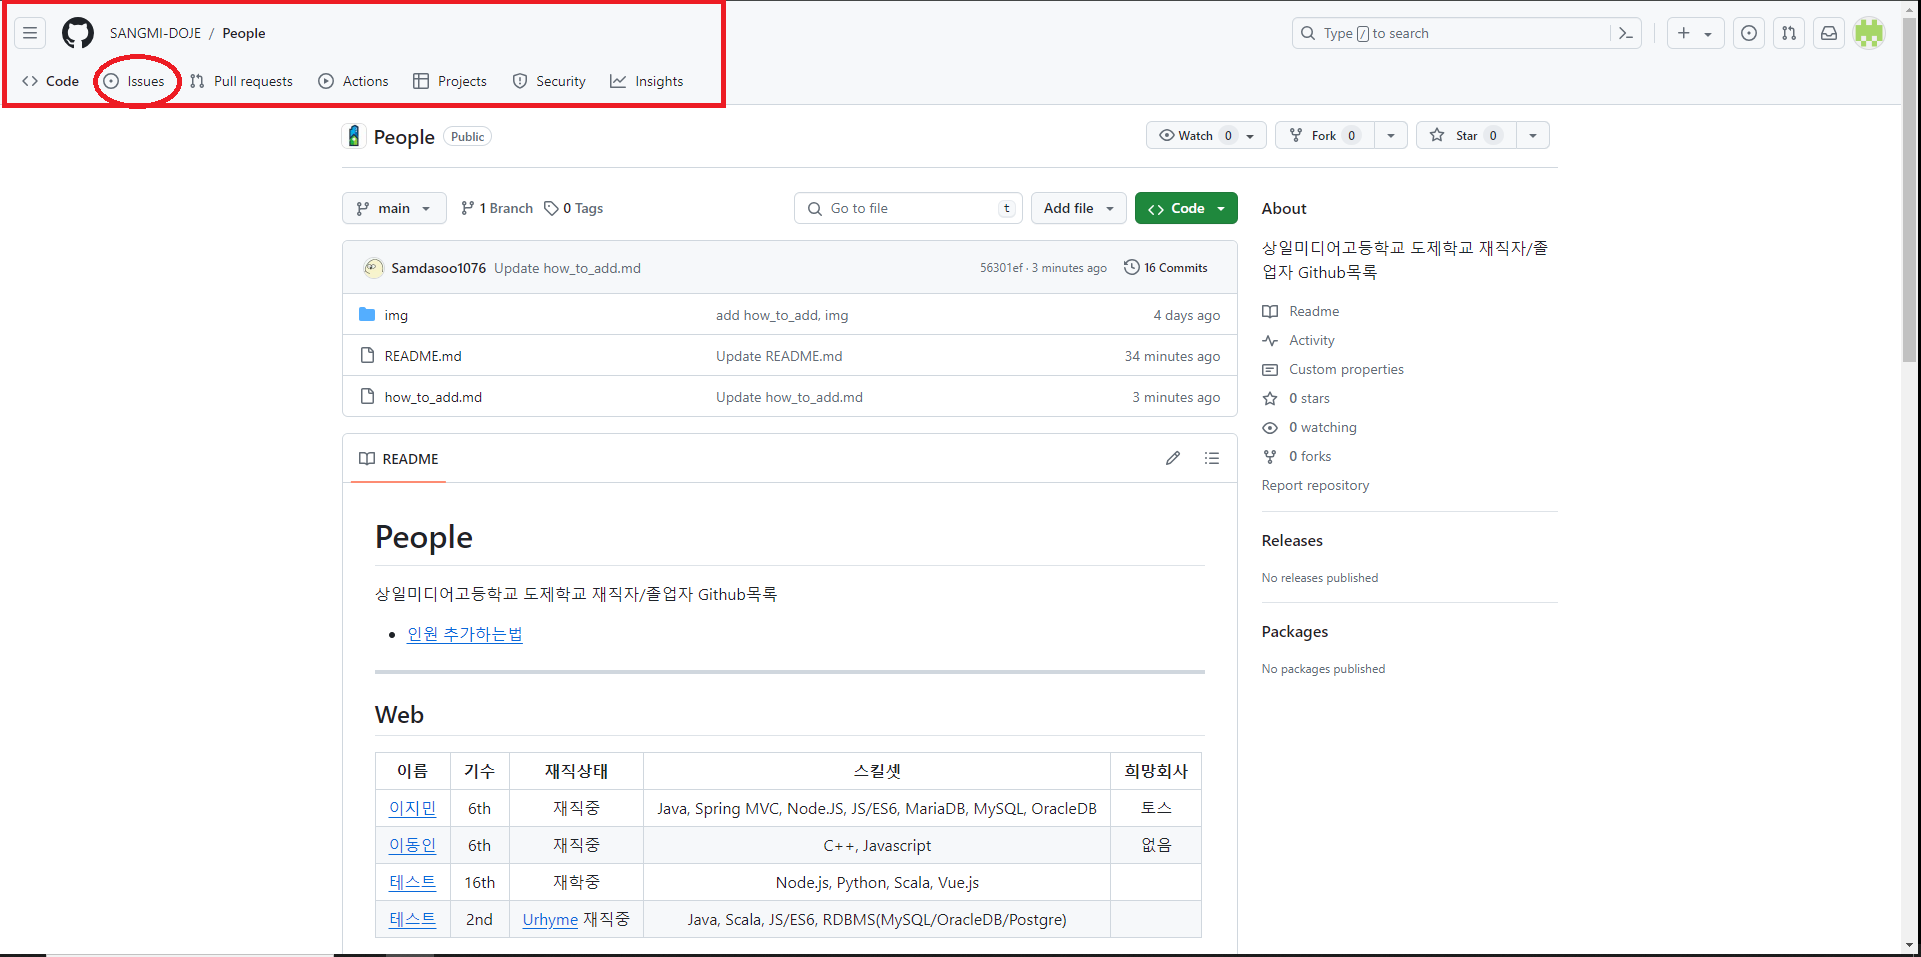 SANGMI-DOJE / People
Type / to search
Code Issues Pull requests Actions Projects Security Insights
People Public
Watch 0 Fork 0 Star 0
main 1 Branch 0 Tags Go to file t Add file Code
Samdasoo1076 Update how_to_add.md 56301ef · 3 minutes ago 16 Commits
img add how_to_add, img 4 days ago
README.md Update README.md 34 minutes ago
how_to_add.md Update how_to_add.md 3 minutes ago
README
People
상일미디어고등학교 도제학교 재직자/졸업자 Github목록
인원 추가하는법
Web
이름 기수 재직상태 스킬셋 희망회사
이지민 6th 재직중 Java, Spring MVC, Node.JS, JS/ES6, MariaDB, MySQL, OracleDB 토스
이동인 6th 재직중 C++, Javascript 없음
테스트 16th 재학중 Node.js, Python, Scala, Vue.js
테스트 2nd Urhyme 재직중 Java, Scala, JS/ES6, RDBMS(MySQL/OracleDB/Postgre)
About
상일미디어고등학교 도제학교 재직자/졸
업자 Github목록
Readme
Activity
Custom properties
0 stars
0 watching
0 forks
Report repository
Releases
No releases published
Packages
No packages published